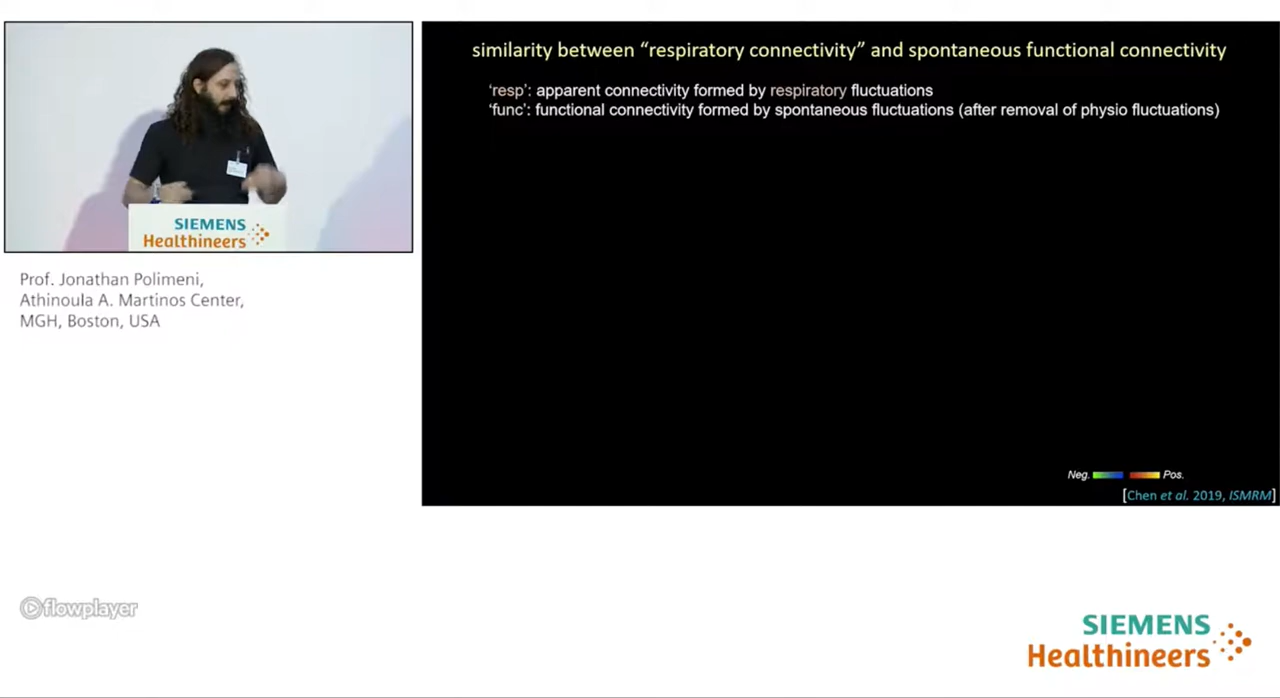 SIEMENS
Healthineers
Prof. Jonathan Polimeni,
Athinoula A. Martinos Center,
MGH, Boston, USA
similarity between “respiratory connectivity” and spontaneous functional connectivity
‘resp’: apparent connectivity formed by respiratory fluctuations
‘func’: functional connectivity formed by spontaneous fluctuations (after removal of physio fluctuations)
Neg. Pos.
[Chen et al. 2019, ISMRM]
flowplayer
SIEMENS
Healthineers